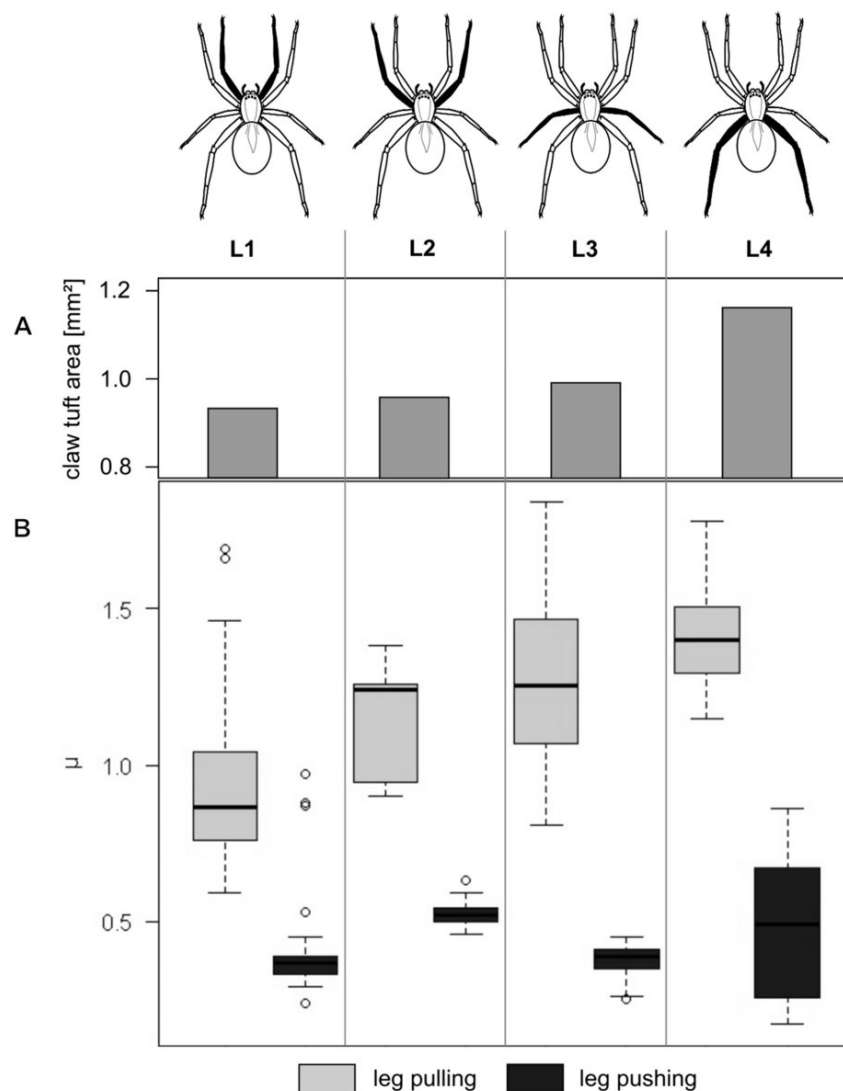 L1 L2 L3 L4
A
claw tuft area [mm²]
1.2
1.0
0.8
B
μ
1.5
1.0
0.5
leg pulling leg pushing